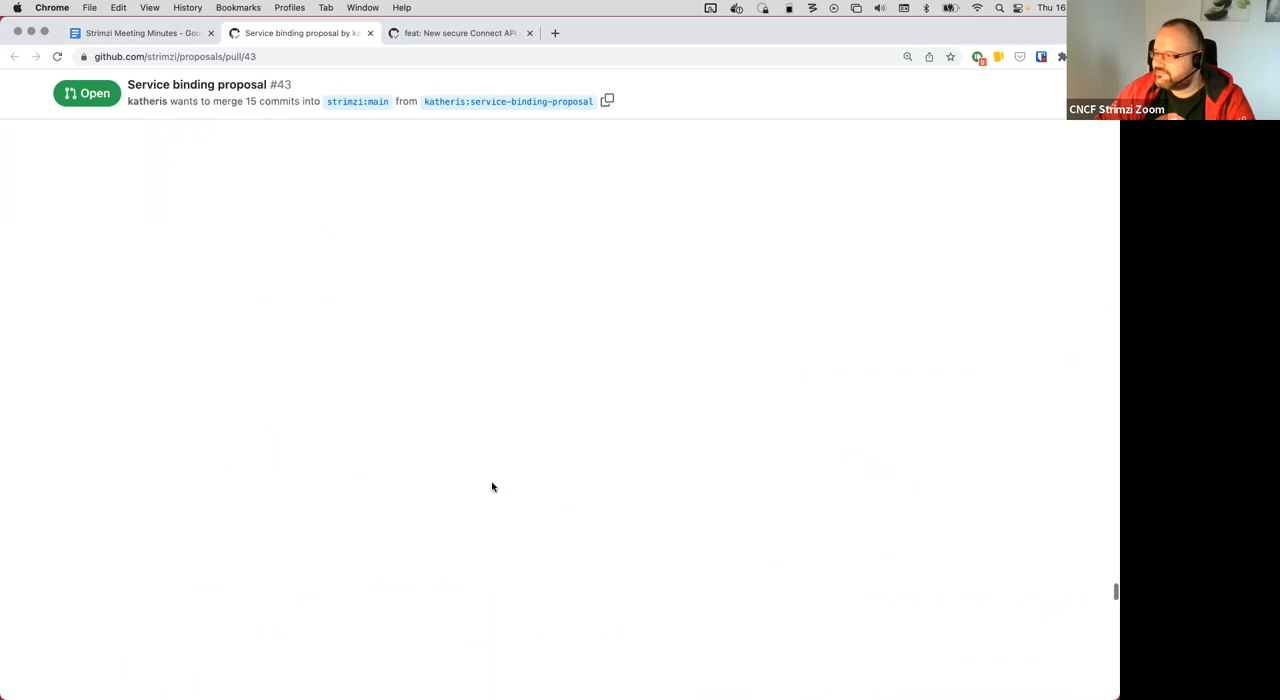 Chrome File Edit View History Bookmarks Profiles Tab Window Help Thu 16
Strimzi Meeting Minutes - Goo Service binding proposal by ka feat: New secure Connect API
github.com/strimzi/proposals/pull/43
Open
Service binding proposal #43
katheris wants to merge 15 commits into strimzi:main from katheris:service-binding-proposal
CNCF Strimzi Zoom